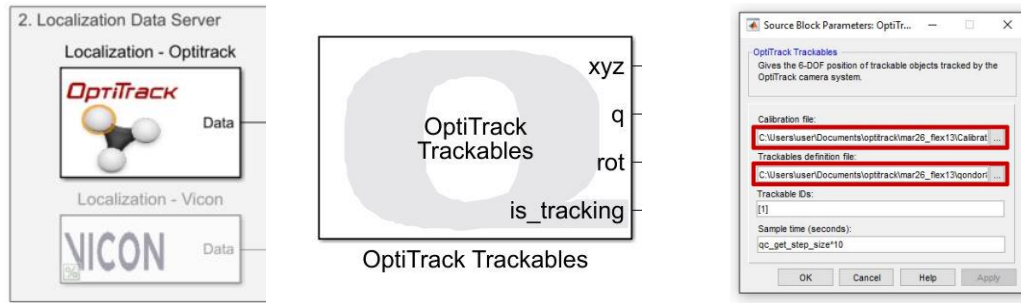 2. Localization Data Server
Localization - Optitrack
OPTITRACK
Data
Localization - Vicon
VICON
Data
%
OptiTrack
Trackables
xyz
q
rot
is_tracking
OptiTrack Trackables
Source Block Parameters: OptiTr...
OptiTrack Trackables
Gives the 6-DOF position of trackable objects tracked by the
OptiTrack camera system.
Calibration file:
C:\Users\user\Documents\optitrack\mar26_flex13\Calibrat ...
Trackables definition file:
C:\Users\user\Documents\optitrack\mar26_flex13\qondori ...
Trackable IDs:
[1]
Sample time (seconds):
qc_get_step_size*10
OK Cancel Help Apply